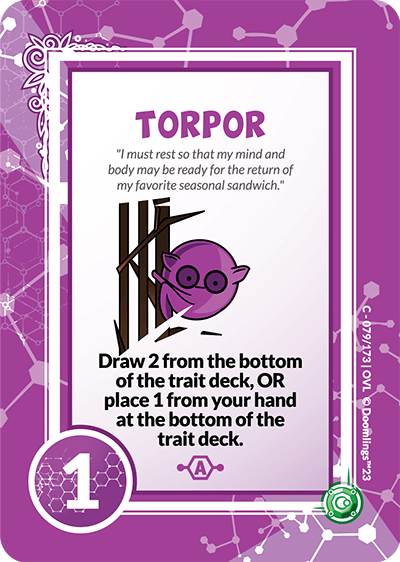 TORPOR
"I must rest so that my mind and
body may be ready for the return of
my favorite seasonal sandwich."
Draw 2 from the bottom
of the trait deck, OR
place 1 from your hand
at the bottom of the
trait deck.
A
1
C - 079/173 | OVL © Doomlings™23